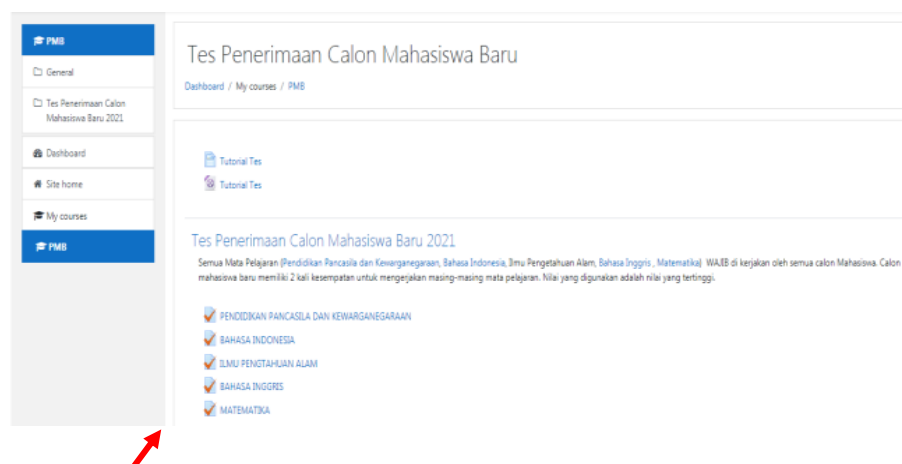 PMB
General
Tes Penerimaan Calon
Mahasiswa Baru 2021
Dashboard
Site home
My courses
PMB
Tes Penerimaan Calon Mahasiswa Baru
Dashboard / My courses / PMB
Tutorial Tes
Tutorial Tes
Tes Penerimaan Calon Mahasiswa Baru 2021
Semua Mata Pelajaran (Pendidikan Pancasila dan Kewarganegaraan, Bahasa Indonesia, Ilmu Pengetahuan Alam, Bahasa Inggris , Matematika) WAJIB di kerjakan oleh semua calon Mahasiswa. Calon
mahasiswa baru memiliki 2 kali kesempatan untuk mengerjakan masing-masing mata pelajaran. Nilai yang digunakan adalah nilai yang tertinggi.
PENDIDIKAN PANCASILA DAN KEWARGANEGARAAN
BAHASA INDONESIA
ILMU PENGTAHUAN ALAM
BAHASA INGGRIS
MATEMATIKA